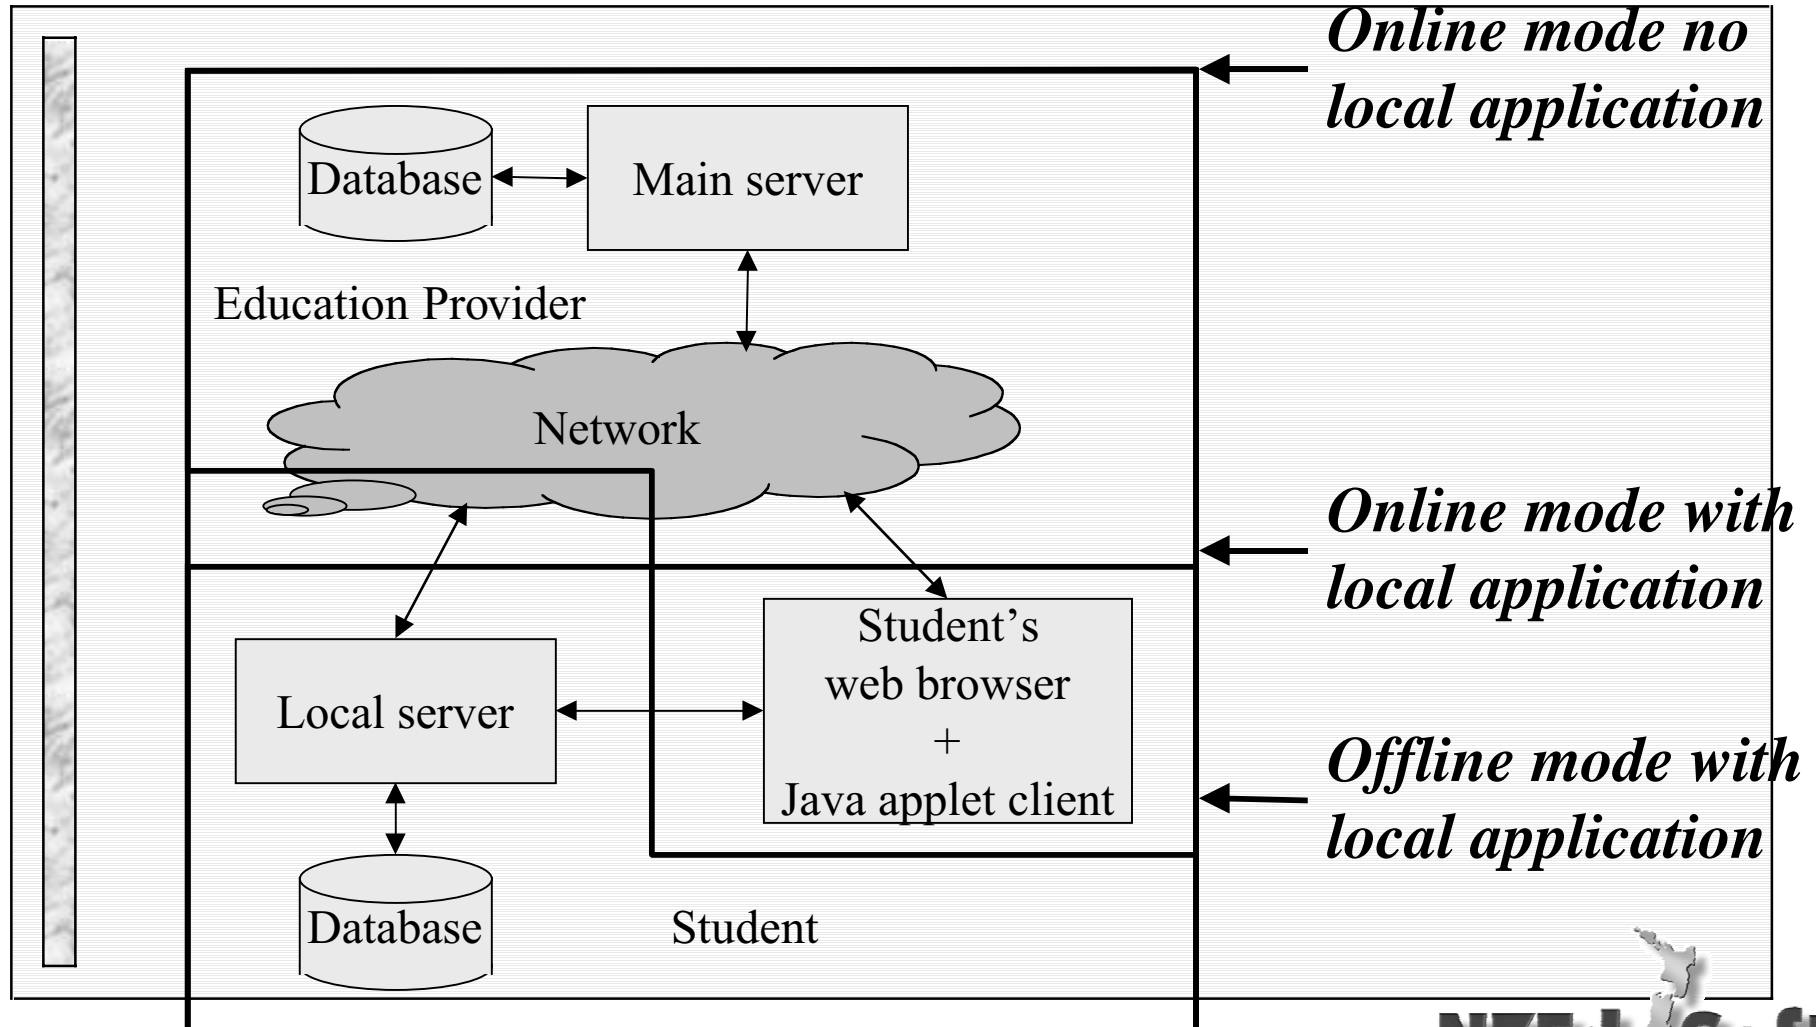 Online mode no
local application
Database
Main server
Education Provider
Network
Online mode with
local application
Student’s
web browser
+
Java applet client
Local server
Offline mode with
local application
Database
Student